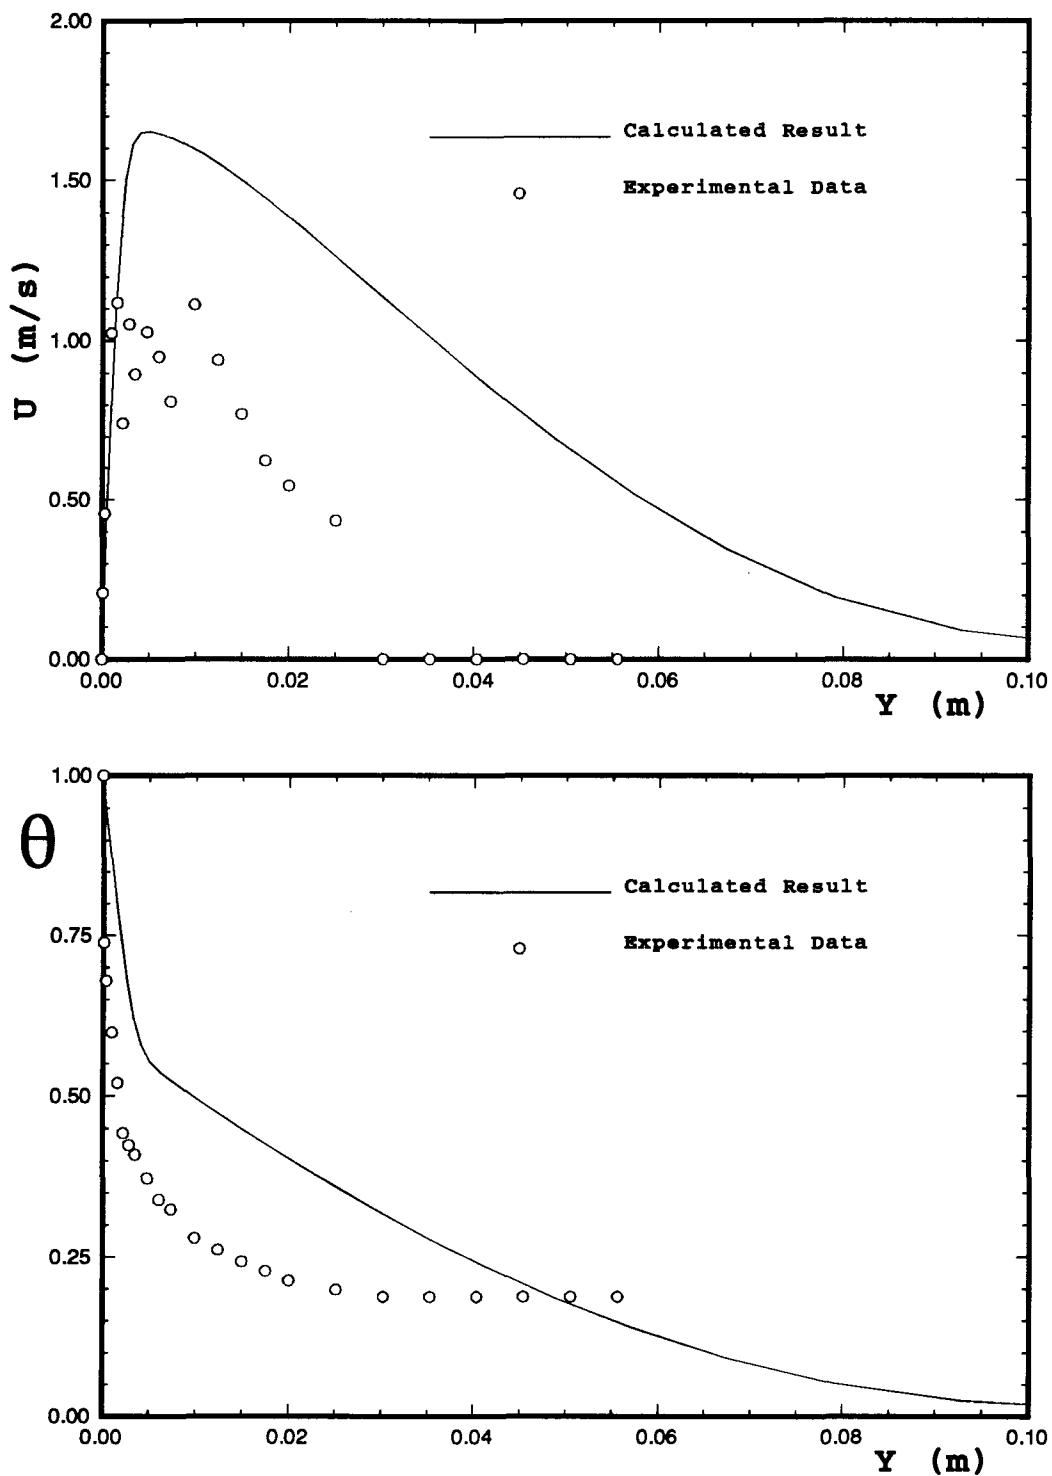 2.00
Calculated Result
Experimental Data
1.50
U (m/s)
1.00
0.50
0.00
0.00 0.02 0.04 0.06 0.08 0.10
Y (m)
1.00
θ
Calculated Result
Experimental Data
0.75
0.50
0.25
0.00
0.00 0.02 0.04 0.06 0.08 0.10
Y (m)